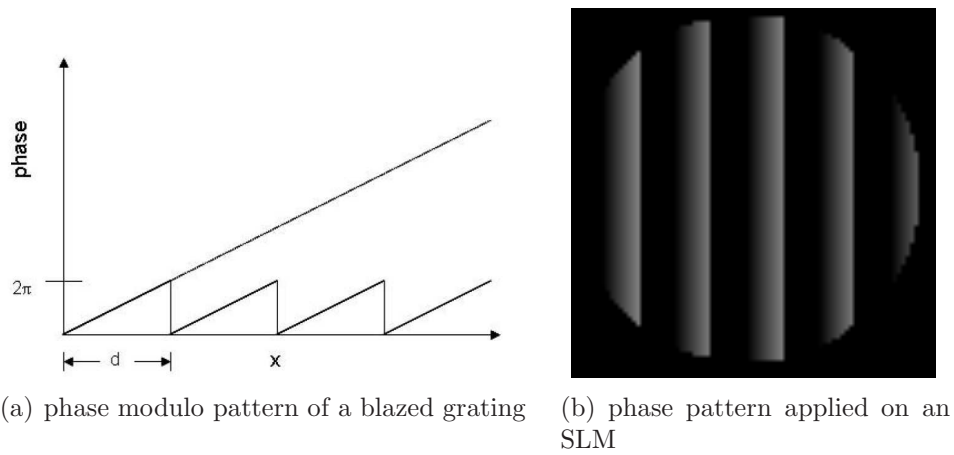 phase
2π
d
x
(a) phase modulo pattern of a blazed grating
(b) phase pattern applied on an
SLM